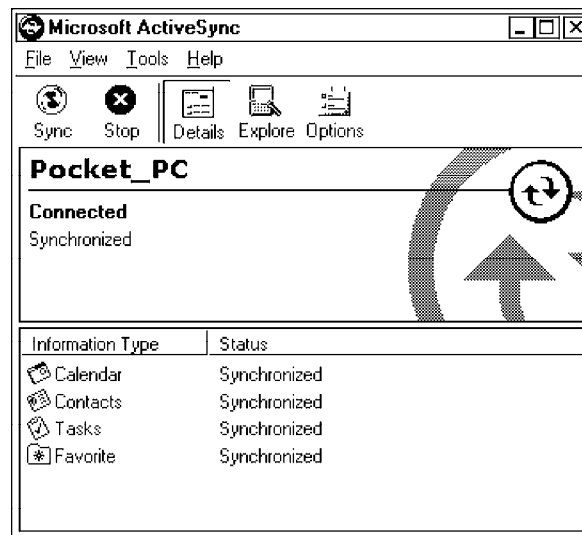 Microsoft ActiveSync
File View Tools Help
Sync Stop Details Explore Options
Pocket_PC
Connected
Synchronized
Information Type Status
Calendar Synchronized
Contacts Synchronized
Tasks Synchronized
Favorite Synchronized